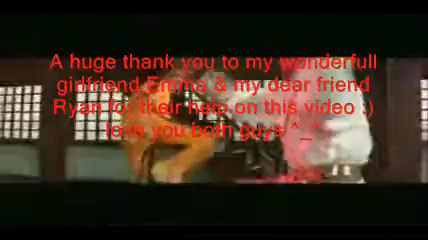 A huge thank you to my wonderfull
girlfriend Emma & my dear friend
Ryan for their help on this video :)
love you both guys ^_^